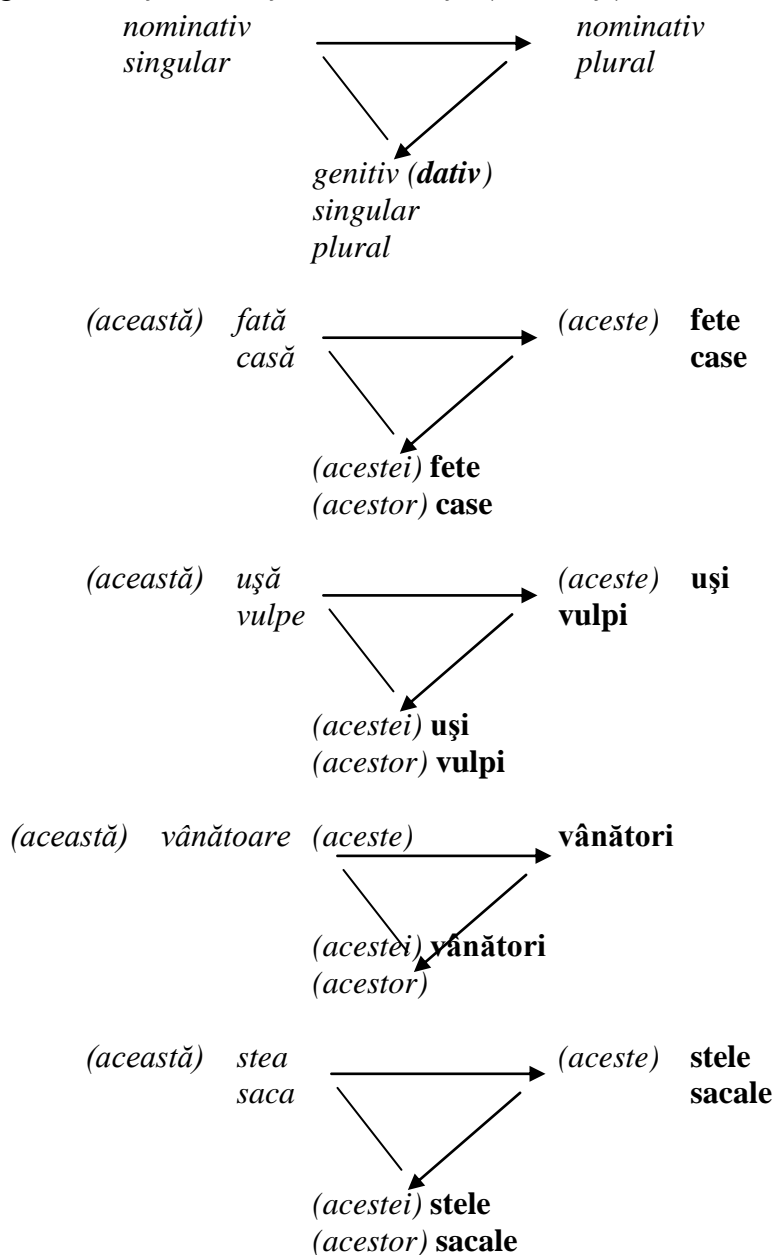 nominativ nominativ
singular plural
genitiv (dativ)
singular
plural
(această) fată (aceste) fete
casă case
(acestei) fete
(acestor) case
(această) uşă (aceste) uşi
vulpe vulpi
(acestei) uşi
(acestor) vulpi
(această) vânătoare (aceste) vânători
(acestei) vânători
(acestor)
(această) stea (aceste) stele
saca sacale
(acestei) stele
(acestor) sacale